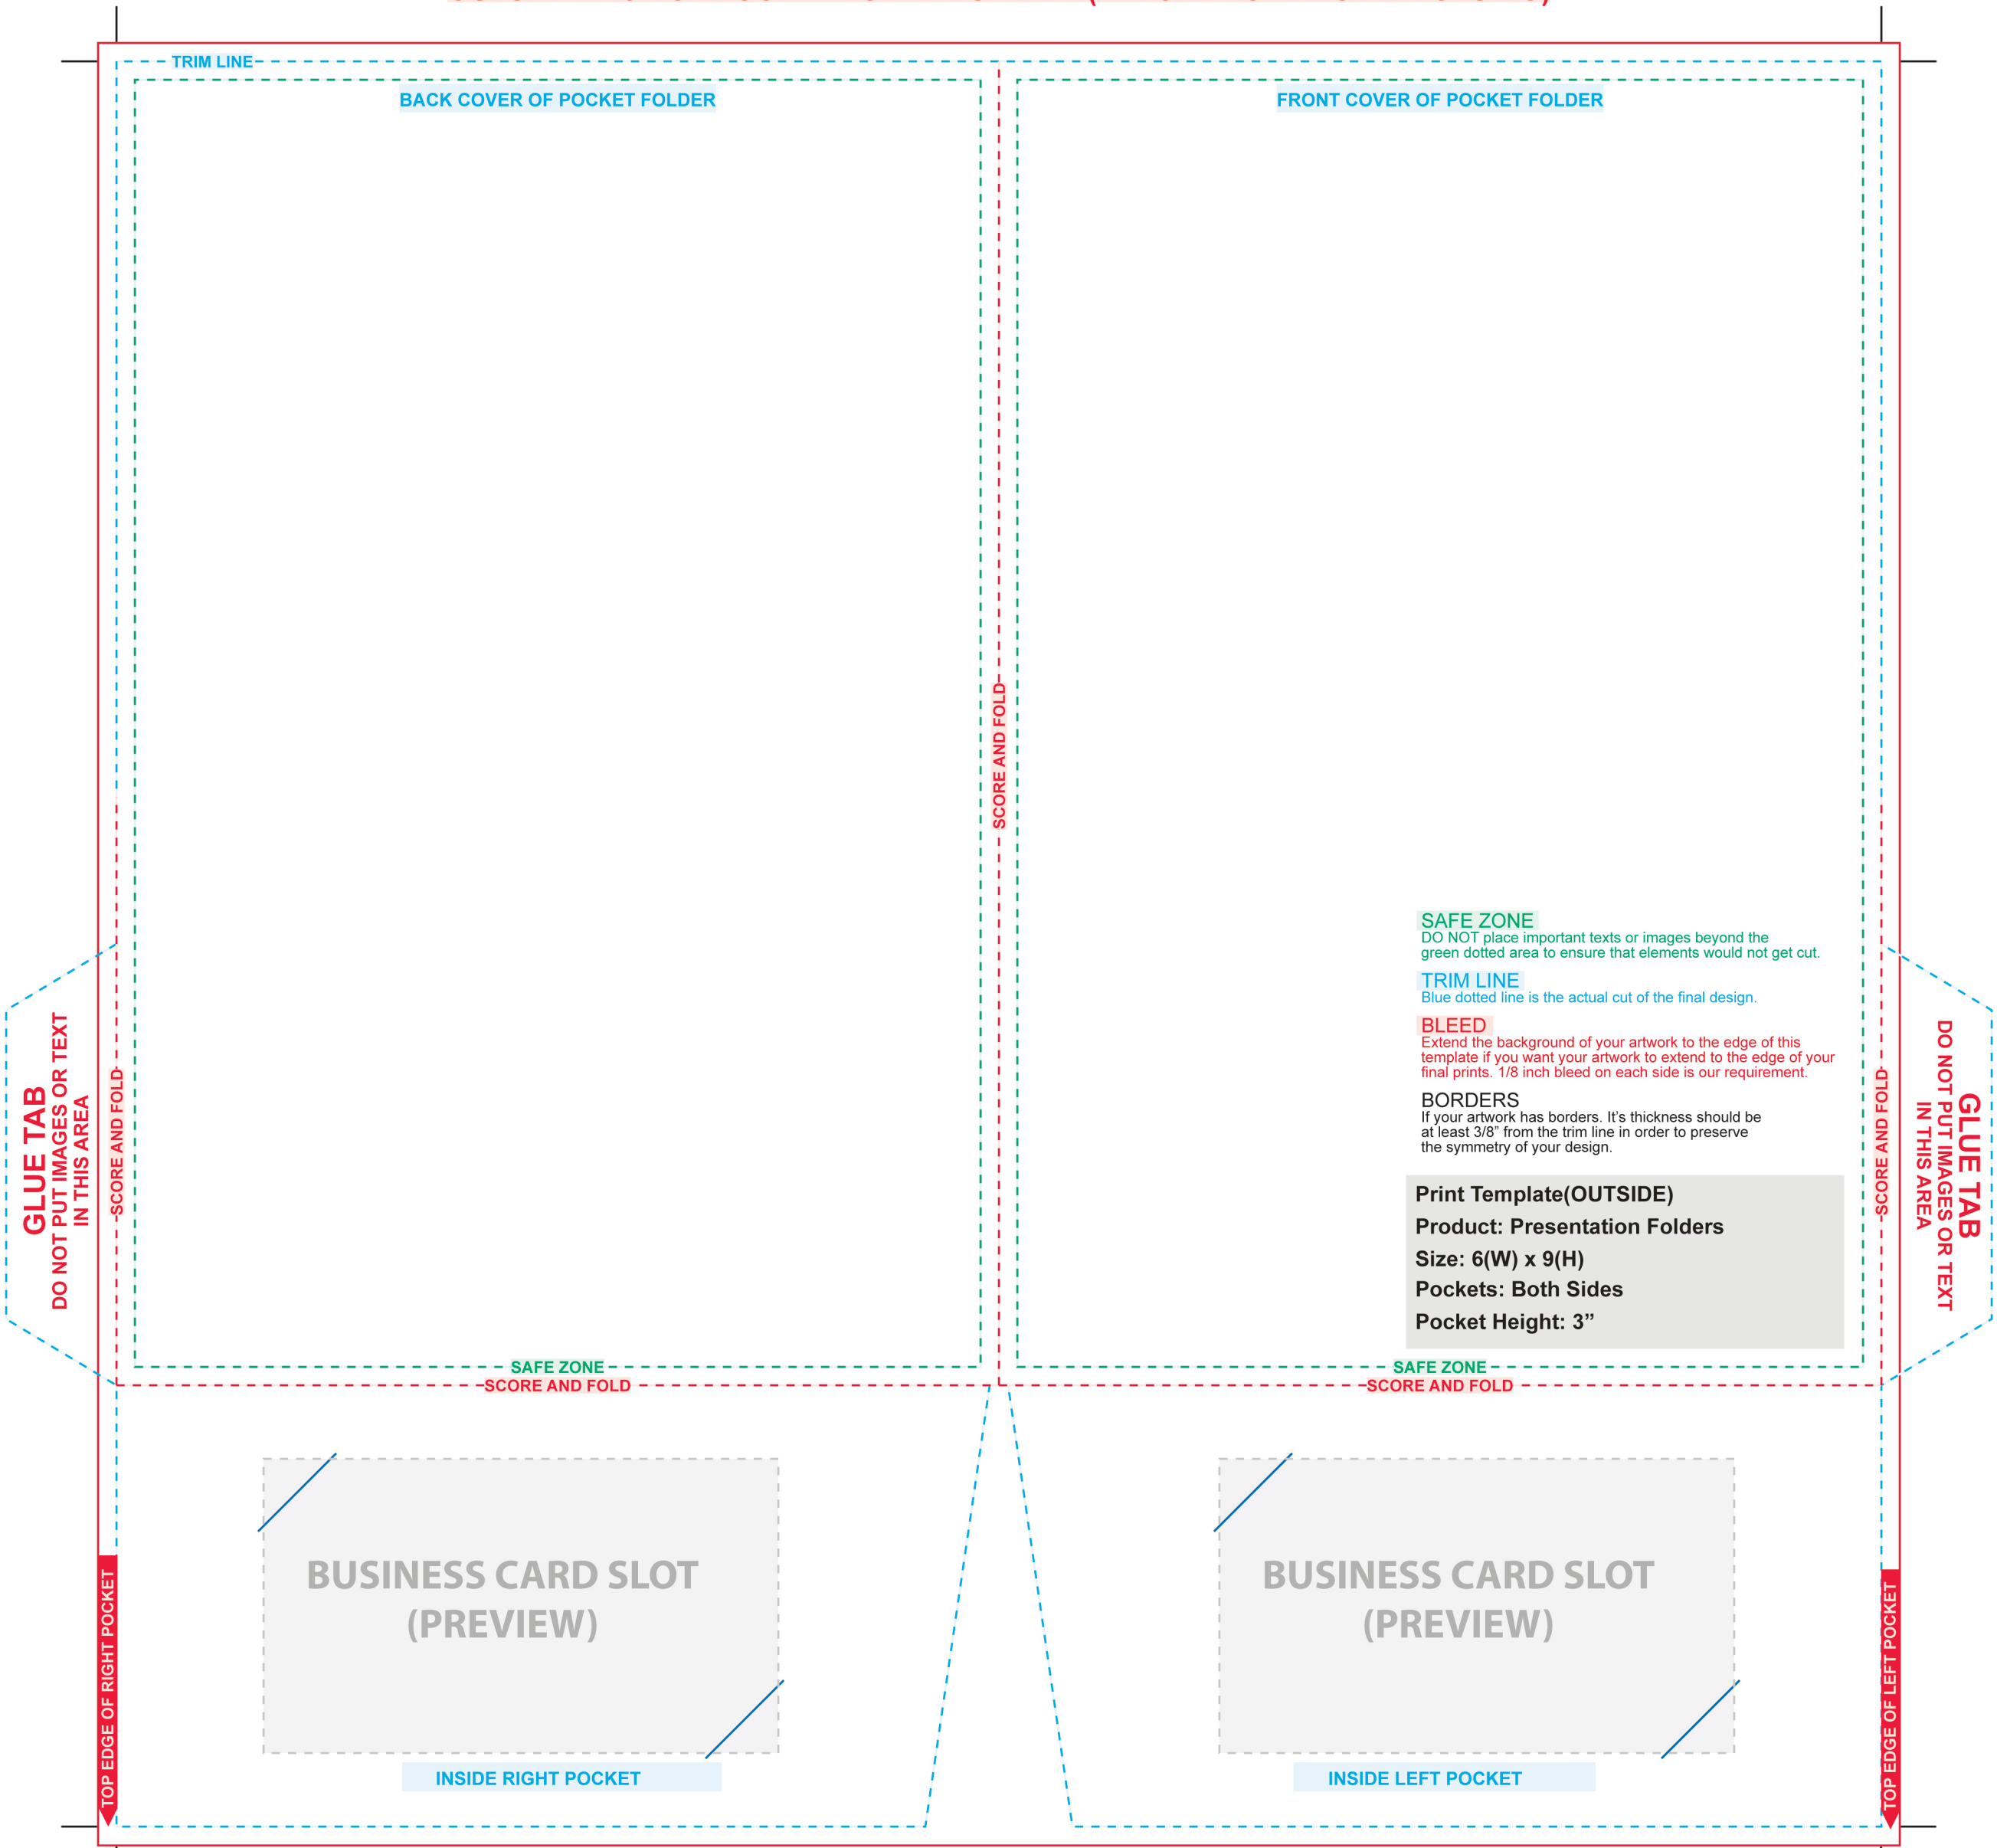 TRIM LINE
BACK COVER OF POCKET FOLDER
FRONT COVER OF POCKET FOLDER
SCORE AND FOLD
SAFE ZONE
DO NOT place important texts or images beyond the
green dotted area to ensure that elements would not get cut.
TRIM LINE
Blue dotted line is the actual cut of the final design.
BLEED
Extend the background of your artwork to the edge of this
template if you want your artwork to extend to the edge of your
final prints. 1/8 inch bleed on each side is our requirement.
BORDERS
If your artwork has borders. It’s thickness should be
at least 3/8” from the trim line in order to preserve
the symmetry of your design.
Print Template(OUTSIDE)
Product: Presentation Folders
Size: 6(W) x 9(H)
Pockets: Both Sides
Pocket Height: 3”
GLUE TAB
DO NOT PUT IMAGES OR TEXT
IN THIS AREA
SCORE AND FOLD
SCORE AND FOLD
GLUE TAB
DO NOT PUT IMAGES OR TEXT
IN THIS AREA
SAFE ZONE
SCORE AND FOLD
SAFE ZONE
SCORE AND FOLD
BUSINESS CARD SLOT
(PREVIEW)
BUSINESS CARD SLOT
(PREVIEW)
TOP EDGE OF RIGHT POCKET
TOP EDGE OF LEFT POCKET
INSIDE RIGHT POCKET
INSIDE LEFT POCKET